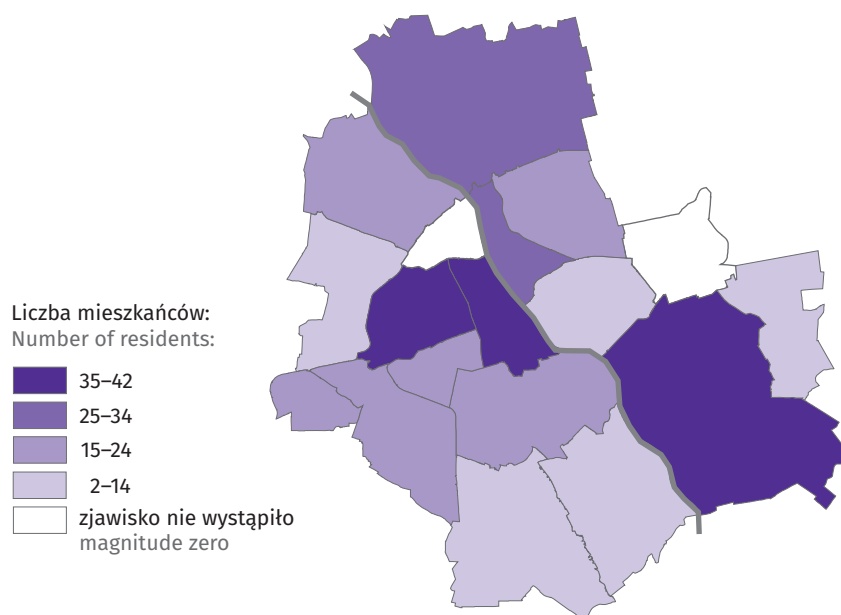 Liczba mieszkańców:
Number of residents:
35–42
25–34
15–24
2–14
zjawisko nie wystąpiło
magnitude zero